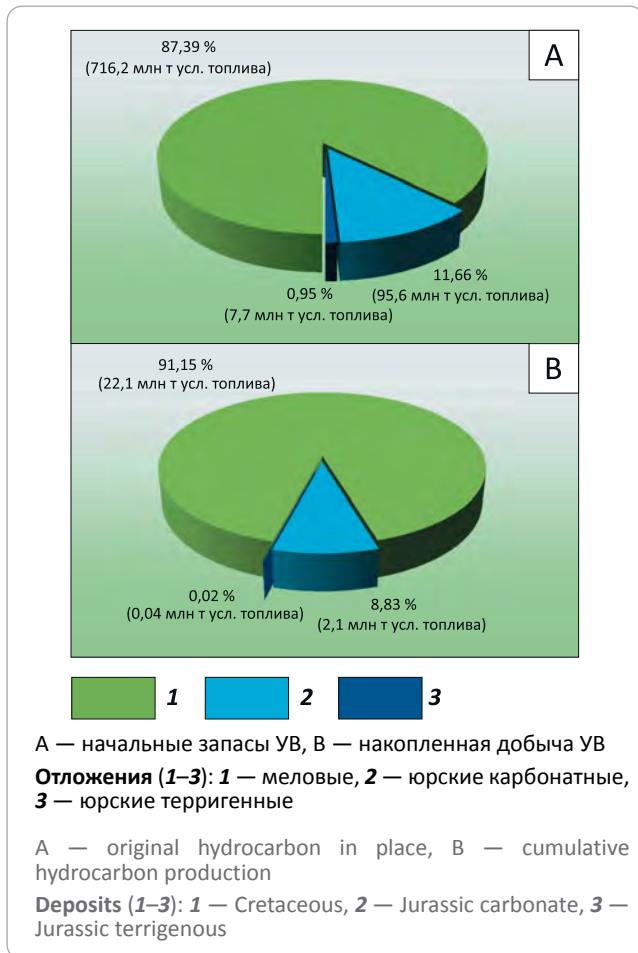 87,39 %
(716,2 млн т усл. топлива)
A
11,66 %
(95,6 млн т усл. топлива)
0,95 %
(7,7 млн т усл. топлива)
91,15 %
(22,1 млн т усл. топлива)
B
0,02 %
(0,04 млн т усл. топлива)
8,83 %
(2,1 млн т усл. топлива)
1 2 3
A — начальные запасы УВ, B — накопленная добыча УВ
Отложения (1–3): 1 — меловые, 2 — юрские карбонатные,
3 — юрские терригенные
A — original hydrocarbon in place, B — cumulative
hydrocarbon production
Deposits (1–3): 1 — Cretaceous, 2 — Jurassic carbonate, 3 —
Jurassic terrigenous